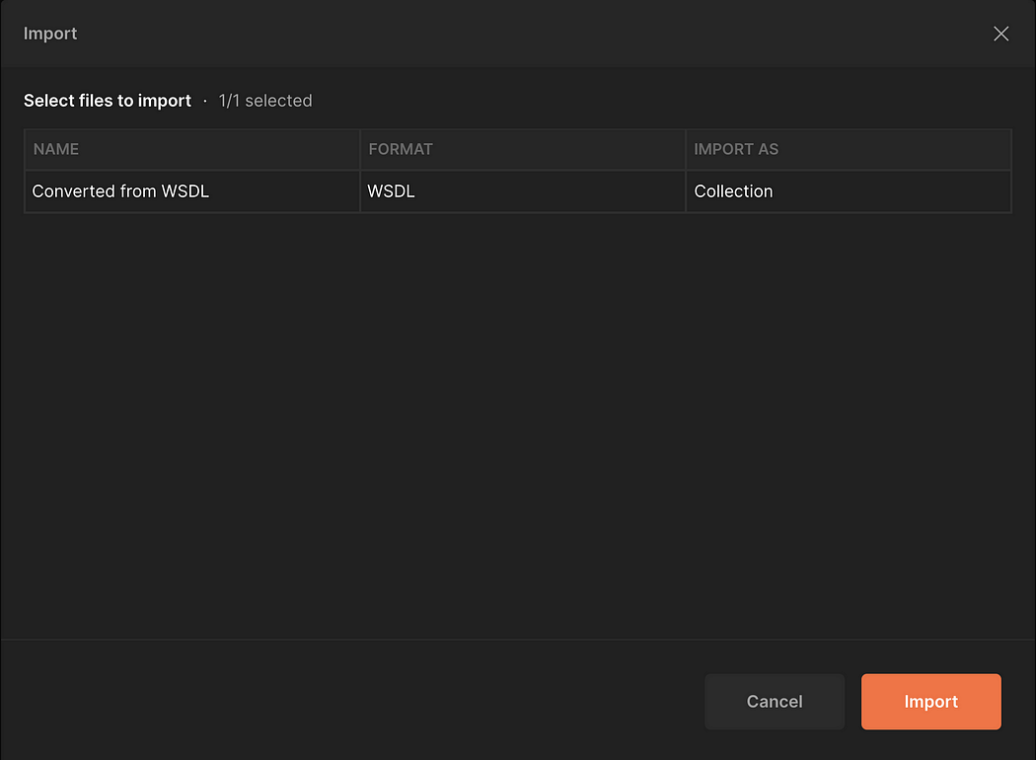 Import
Select files to import · 1/1 selected
NAME FORMAT IMPORT AS
Converted from WSDL WSDL Collection
Cancel Import